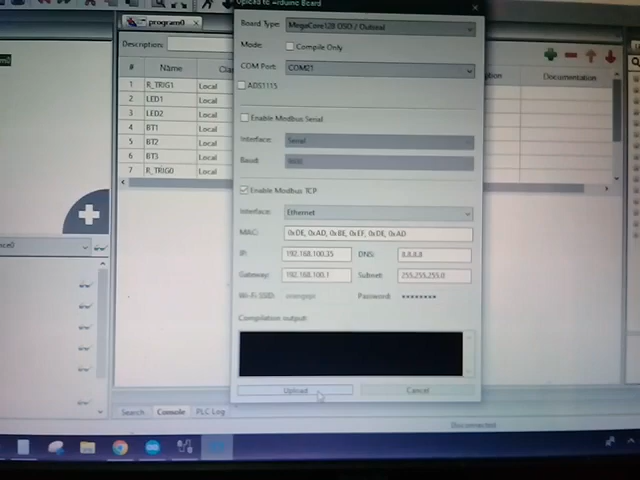 Upload to Arduino Board
program0
Board Type:
Description:
Mode: Compile Only
COM Port: COM21
# Name Documentation
ADS1115
1 R_TRIG1 Local
2 LED1 Local
3 LED2 Local
4 BT1 Local
5 BT2 Local
6 BT3 Local
7 R_TRIG0 Local
Enable Modbus Serial
Interface: Serial
Baud: 9600
Enable Modbus TCP
Interface: Ethernet
MAC: 0xDE, 0xAD, 0xBE, 0xEF, 0xDE, 0xAD
IP: 192.168.100.35 DNS: 8.8.8.8
Gateway: 192.168.100.1 Subnet: 255.255.255.0
Wi-Fi SSID: Password: ••••••••
Compilation output:
Upload Cancel
Search Console PLC Log
Disconnected